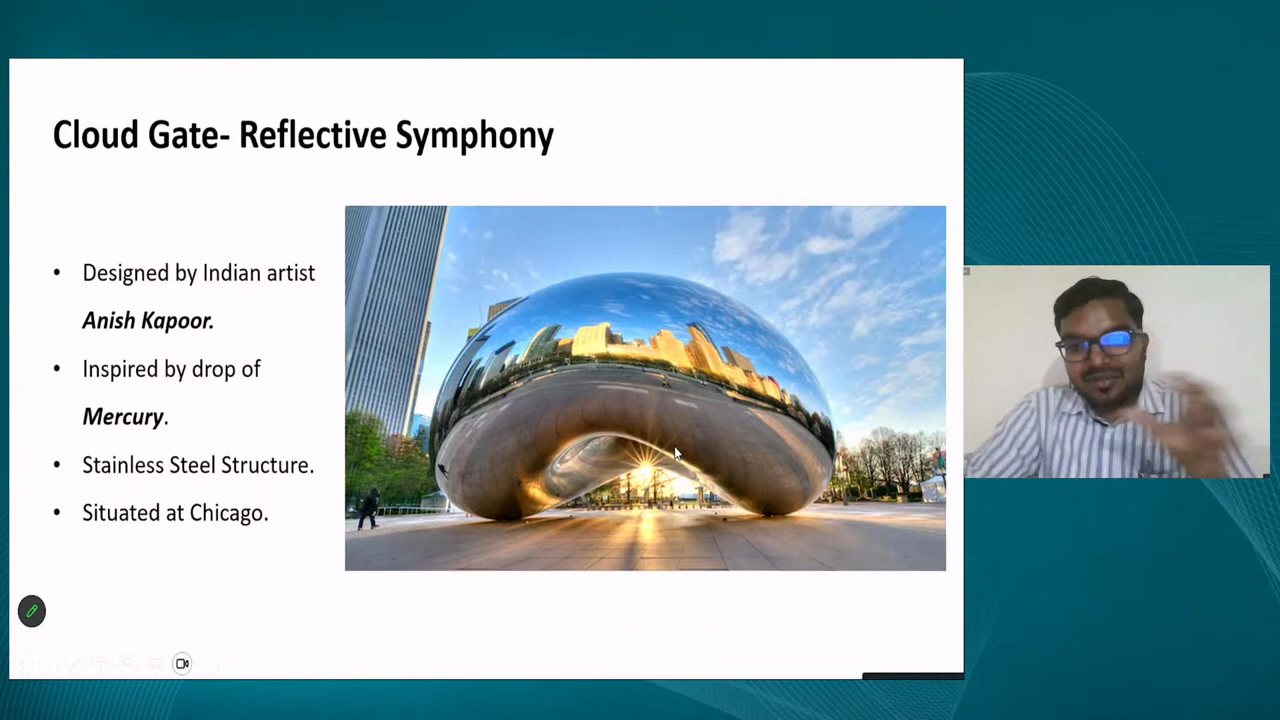 Cloud Gate- Reflective Symphony
• Designed by Indian artist
Anish Kapoor.
• Inspired by drop of
Mercury.
• Stainless Steel Structure.
• Situated at Chicago.